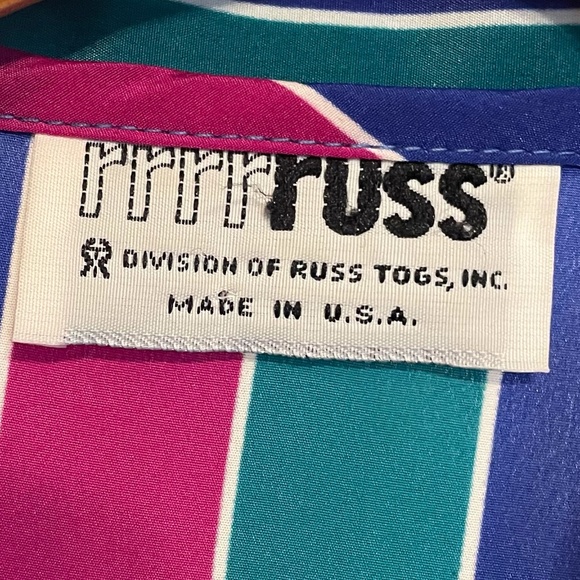 rrrrruss®
DIVISION OF RUSS TOGS, INC.
MADE IN U.S.A.